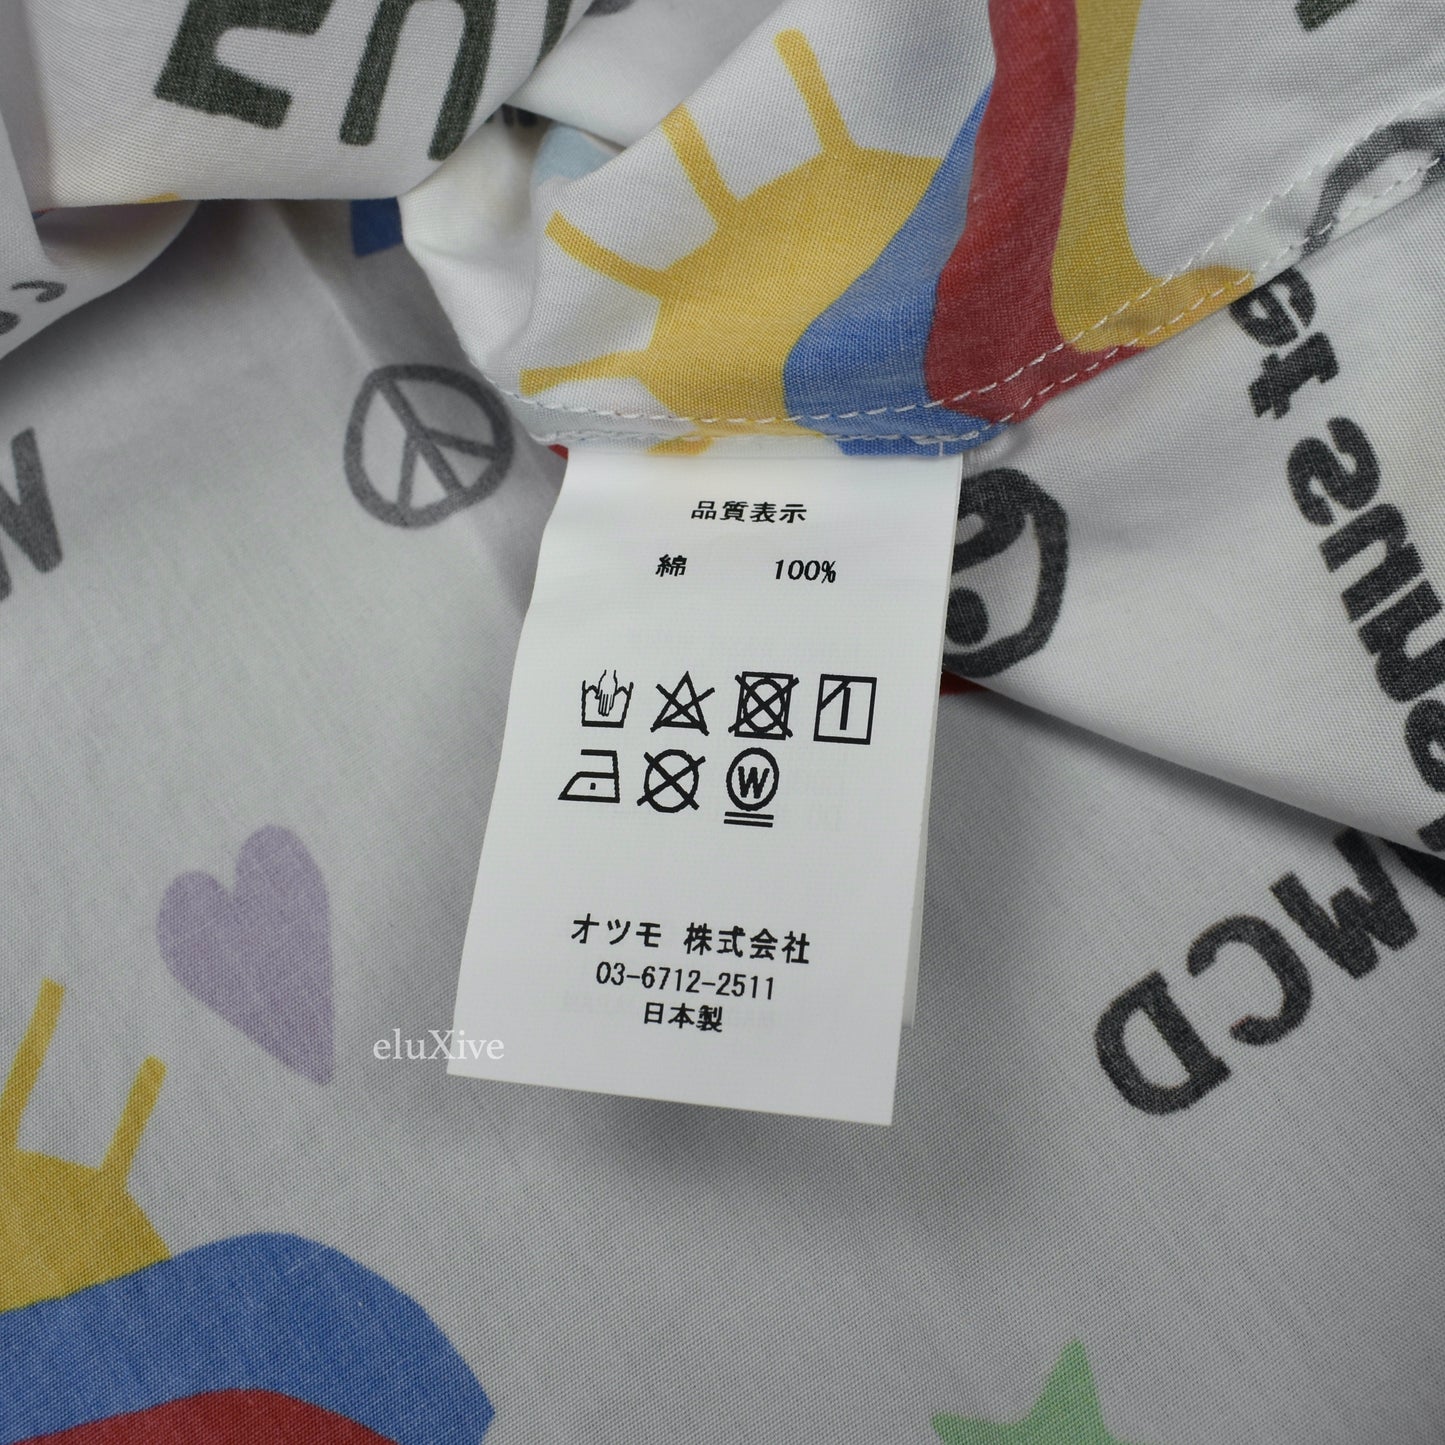 品質表示
綿 100%
W
オツモ 株式会社
03-6712-2511
日本製
eluXive
MCD